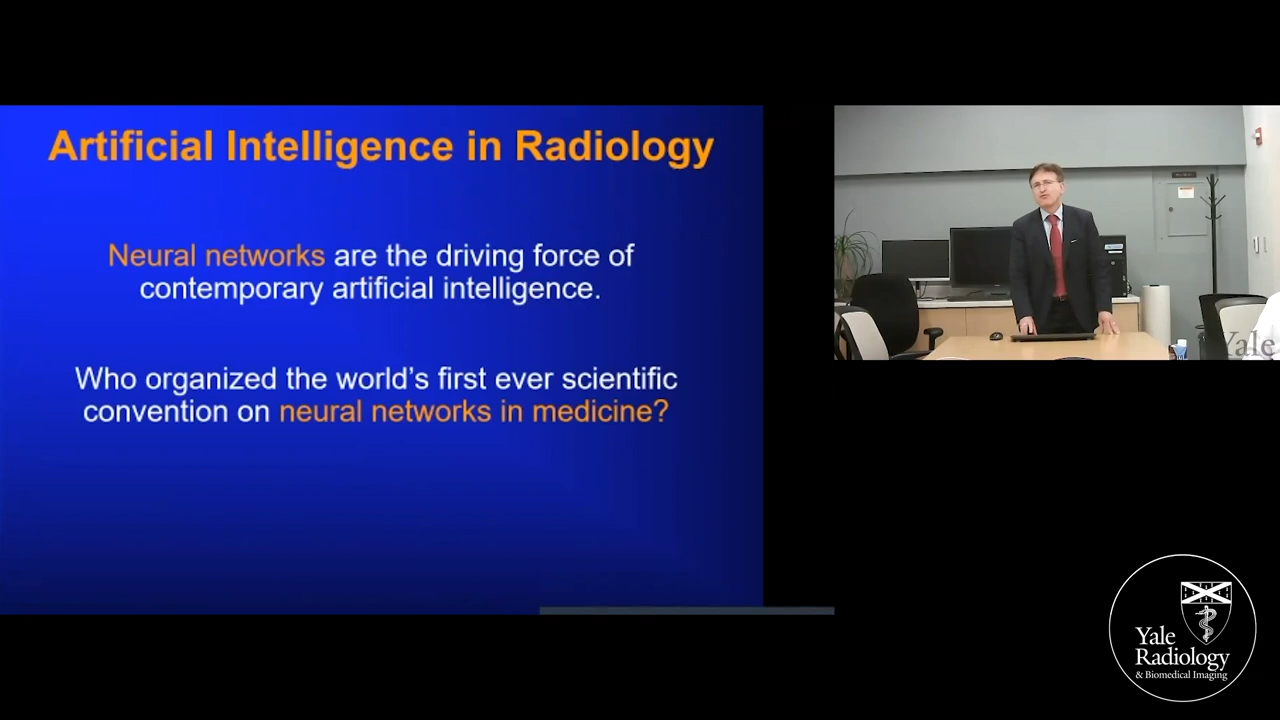 Artificial Intelligence in Radiology
Neural networks are the driving force of
contemporary artificial intelligence.
Who organized the world's first ever scientific
convention on neural networks in medicine?
Yale
Yale
Radiology
& Biomedical Imaging